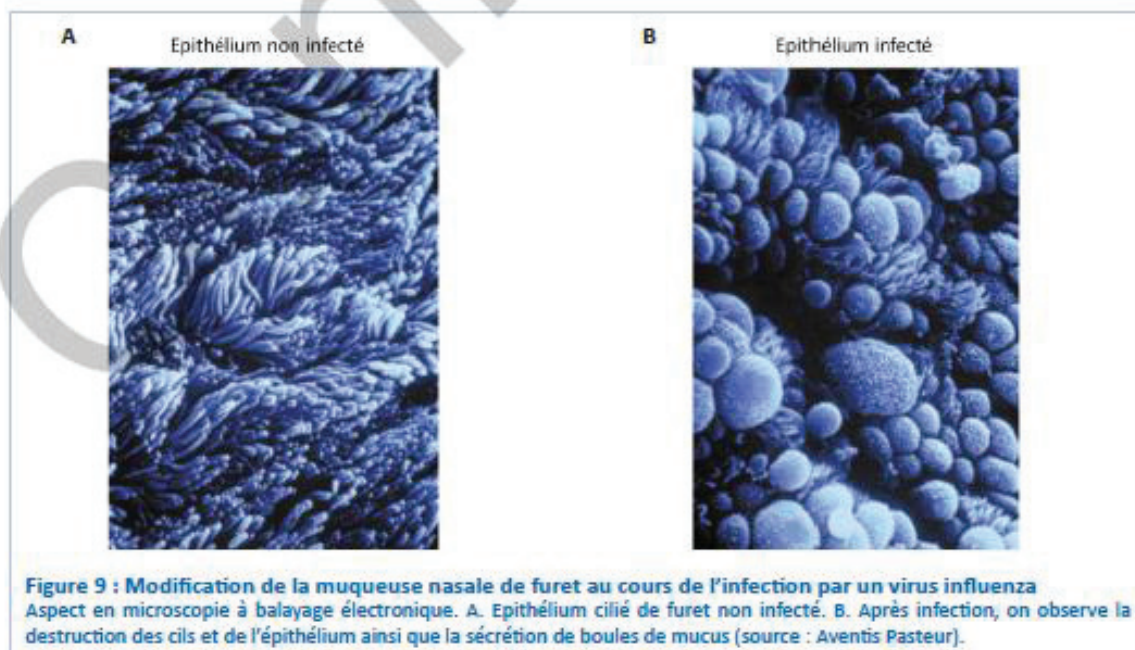 A
Epithélium non infecté
B
Epithélium infecté
Figure 9 : Modification de la muqueuse nasale de furet au cours de l'infection par un virus influenza
Aspect en microscopie à balayage électronique. A. Epithélium cilié de furet non infecté. B. Après infection, on observe la
destruction des cils et de l'épithélium ainsi que la sécrétion de boules de mucus (source : Aventis Pasteur).